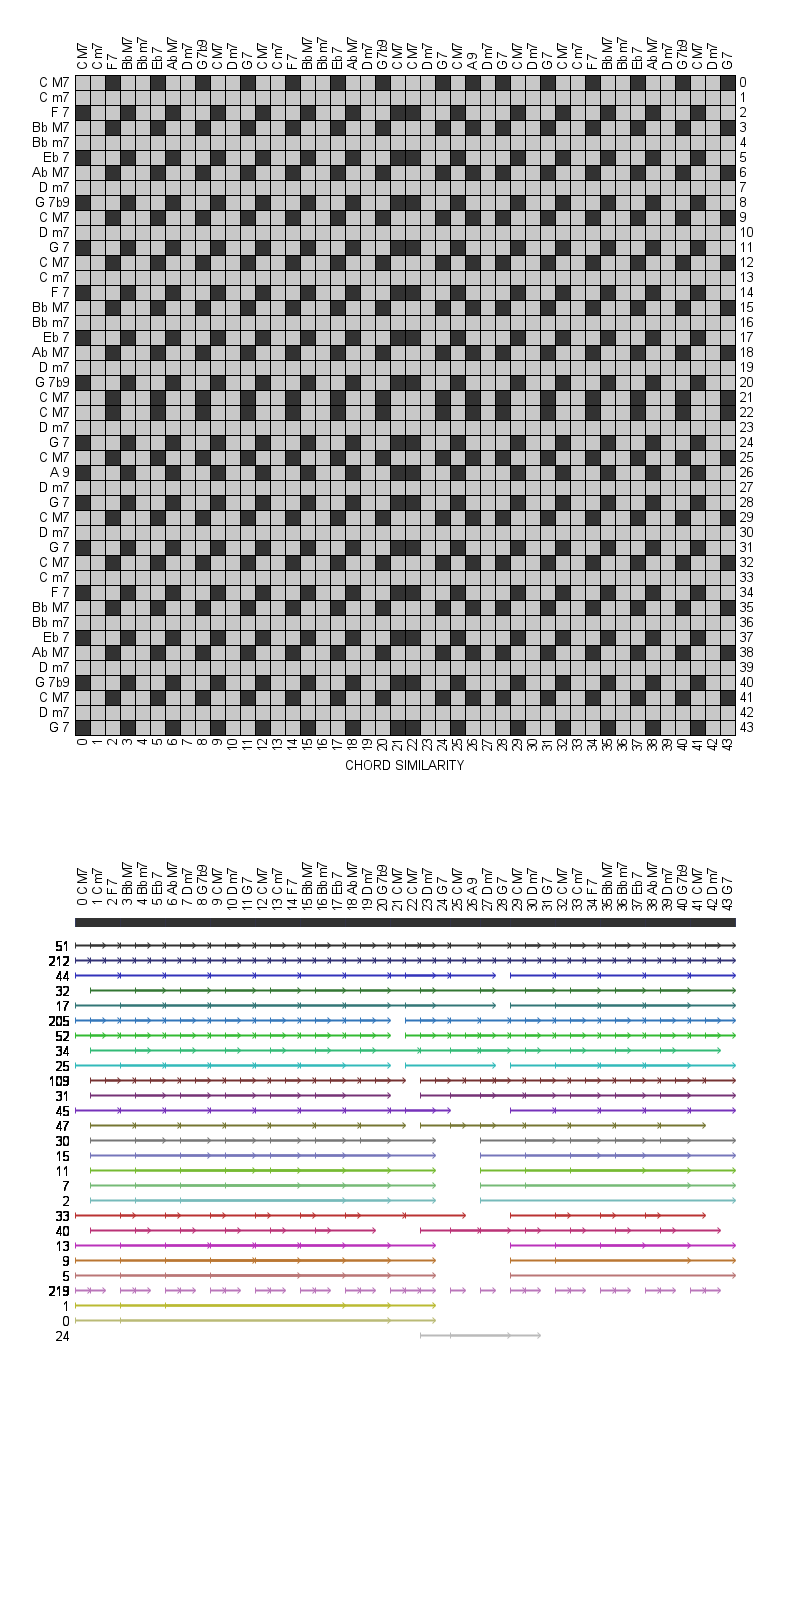 C M7 C m7 F 7 Bb M7 Bb m7 Eb 7 Ab M7 D m7 G 7b9 C M7 D m7 G 7 C M7 C m7 F 7 Bb M7 Bb m7 Eb 7 Ab M7 D m7 G 7b9 C M7 C M7 D m7 G 7 C M7 A 9 D m7 G 7 C M7 D m7 G 7 C M7 C m7 F 7 Bb M7 Bb m7 Eb 7 Ab M7 D m7 G 7b9 C M7 D m7 G 7
C M7 0
C m7 1
F 7 2
Bb M7 3
Bb m7 4
Eb 7 5
Ab M7 6
D m7 7
G 7b9 8
C M7 9
D m7 10
G 7 11
C M7 12
C m7 13
F 7 14
Bb M7 15
Bb m7 16
Eb 7 17
Ab M7 18
D m7 19
G 7b9 20
C M7 21
C M7 22
D m7 23
G 7 24
C M7 25
A 9 26
D m7 27
G 7 28
C M7 29
D m7 30
G 7 31
C M7 32
C m7 33
F 7 34
Bb M7 35
Bb m7 36
Eb 7 37
Ab M7 38
D m7 39
G 7b9 40
C M7 41
D m7 42
G 7 43
0 1 2 3 4 5 6 7 8 9 10 11 12 13 14 15 16 17 18 19 20 21 22 23 24 25 26 27 28 29 30 31 32 33 34 35 36 37 38 39 40 41 42 43
CHORD SIMILARITY
0 C M7 1 C m7 2 F 7 3 Bb M7 4 Bb m7 5 Eb 7 6 Ab M7 7 D m7 8 G 7b9 9 C M7 10 D m7 11 G 7 12 C M7 13 C m7 14 F 7 15 Bb M7 16 Bb m7 17 Eb 7 18 Ab M7 19 D m7 20 G 7b9 21 C M7 22 C M7 23 D m7 24 G 7 25 C M7 26 A 9 27 D m7 28 G 7 29 C M7 30 D m7 31 G 7 32 C M7 33 C m7 34 F 7 35 Bb M7 36 Bb m7 37 Eb 7 38 Ab M7 39 D m7 40 G 7b9 41 C M7 42 D m7 43 G 7
51
212
44
32
17
205
52
34
25
109
31
45
47
30
15
11
7
2
33
40
13
9
5
219
1
0
24